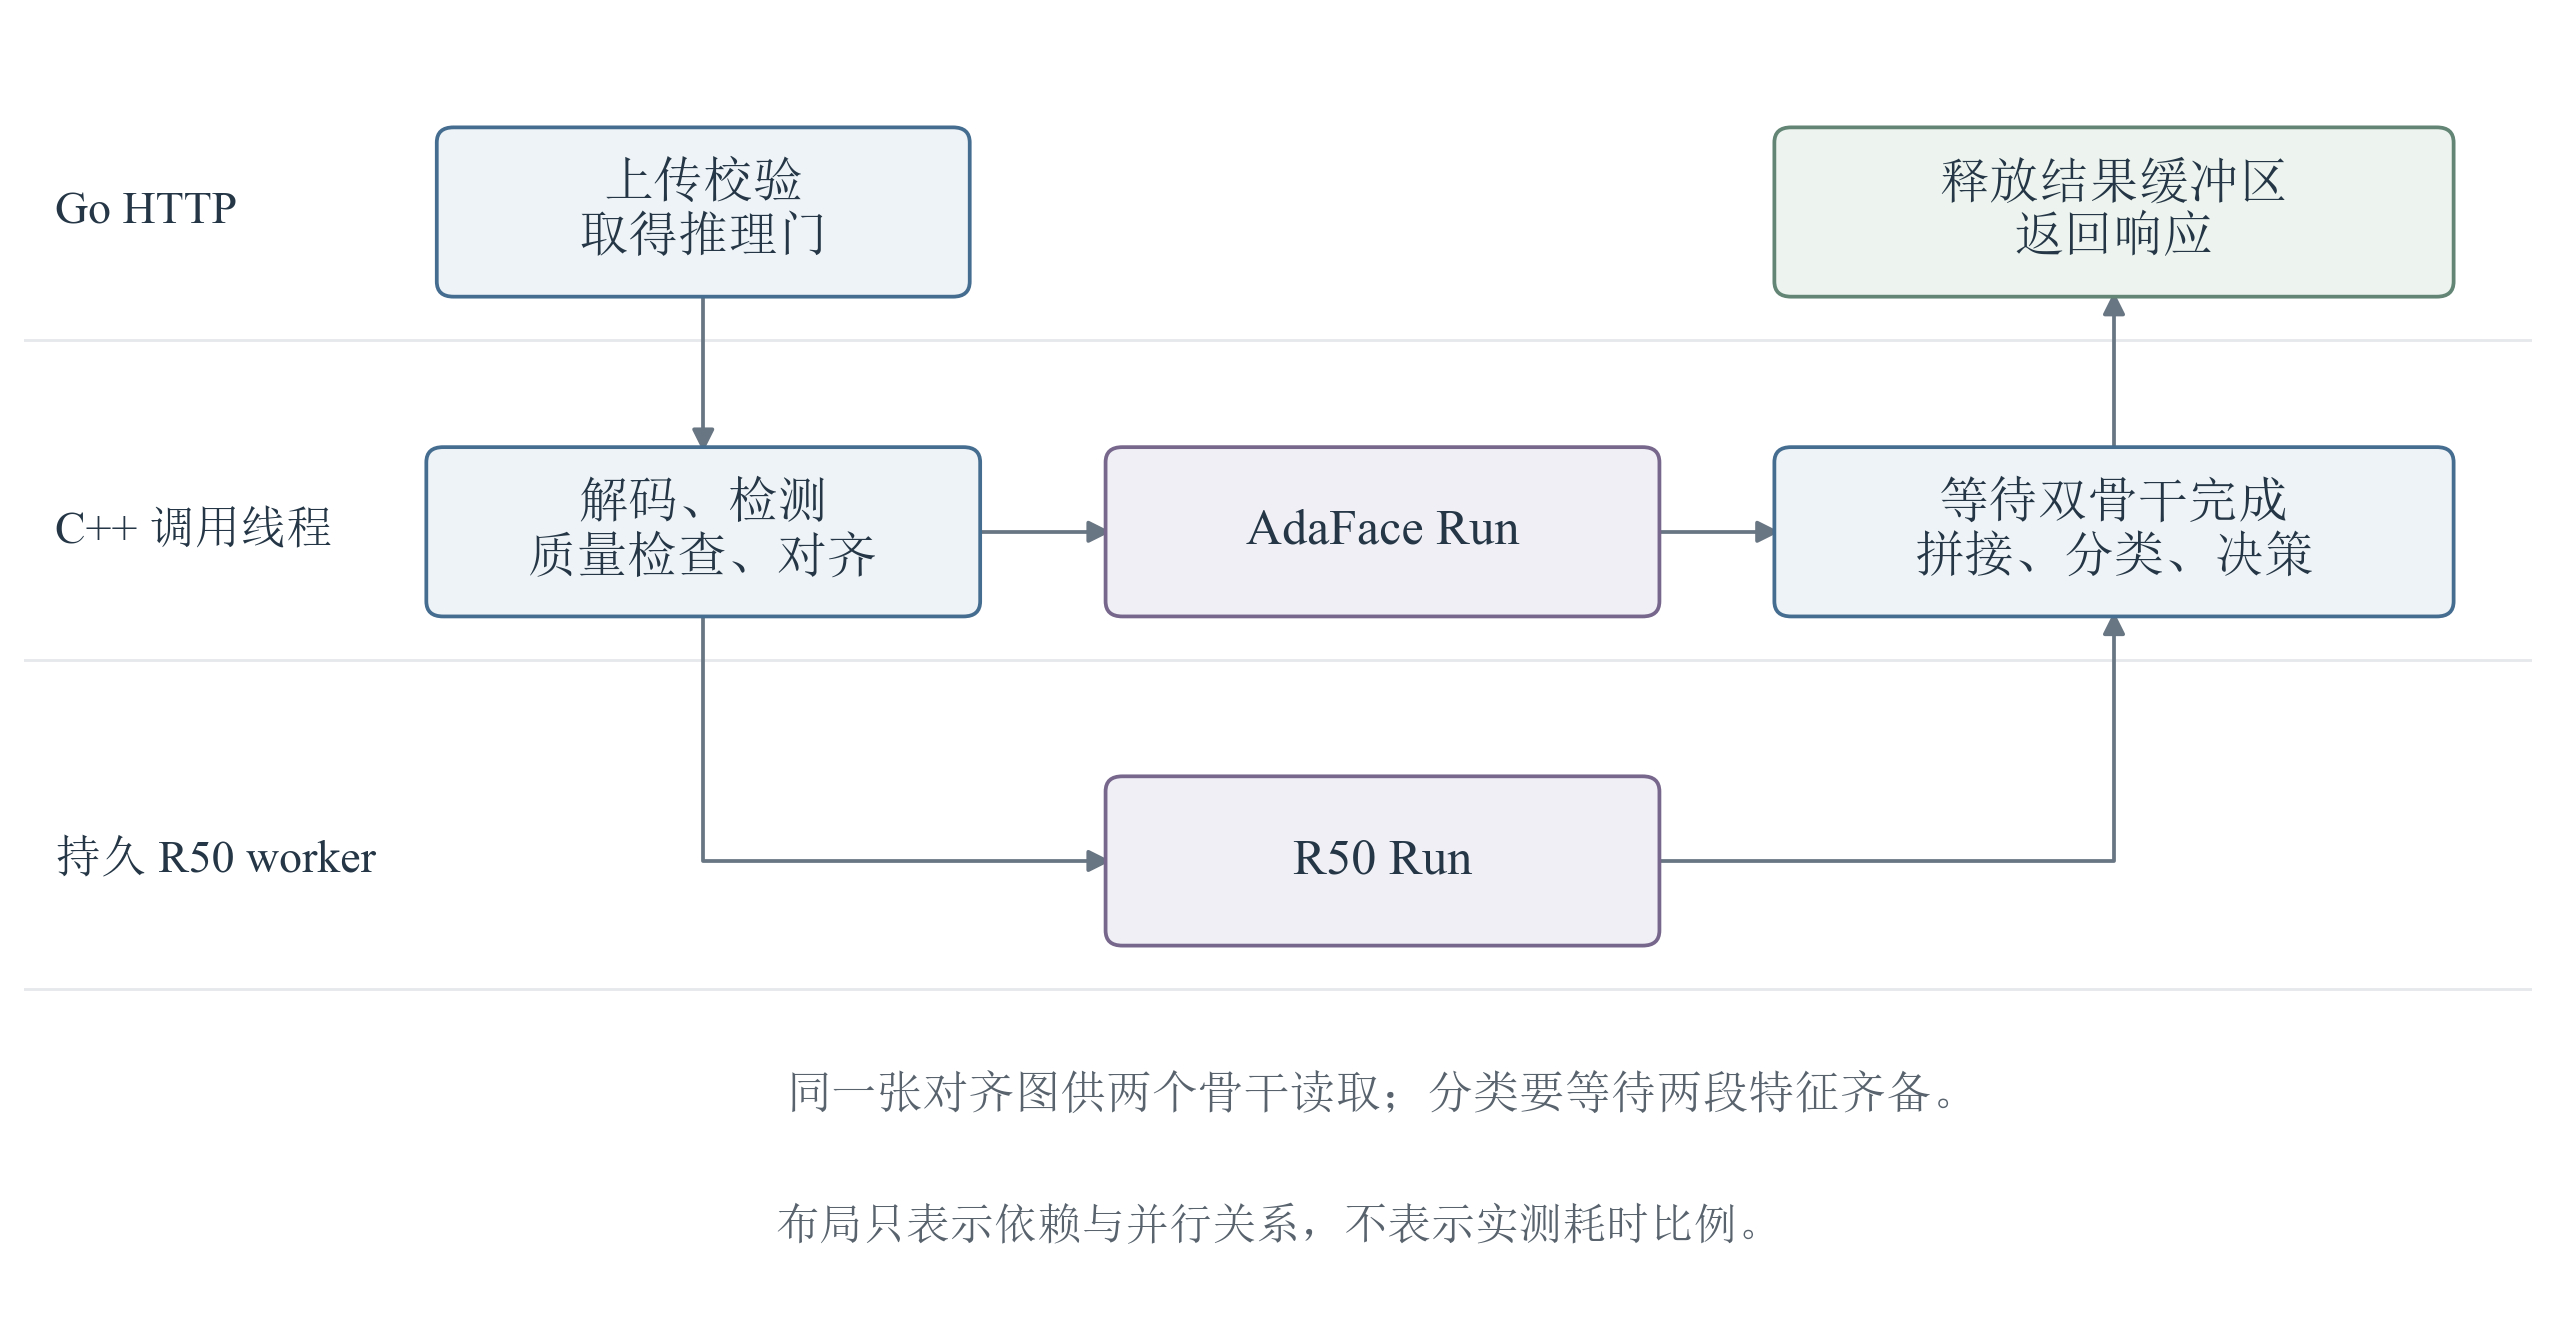 Go HTTP
上传校验
取得推理门
释放结果缓冲区
返回响应
C++ 调用线程
解码、检测
质量检查、对齐
AdaFace Run
等待双骨干完成
拼接、分类、决策
持久 R50 worker
R50 Run
同一张对齐图供两个骨干读取；分类要等待两段特征齐备。
布局只表示依赖与并行关系，不表示实测耗时比例。